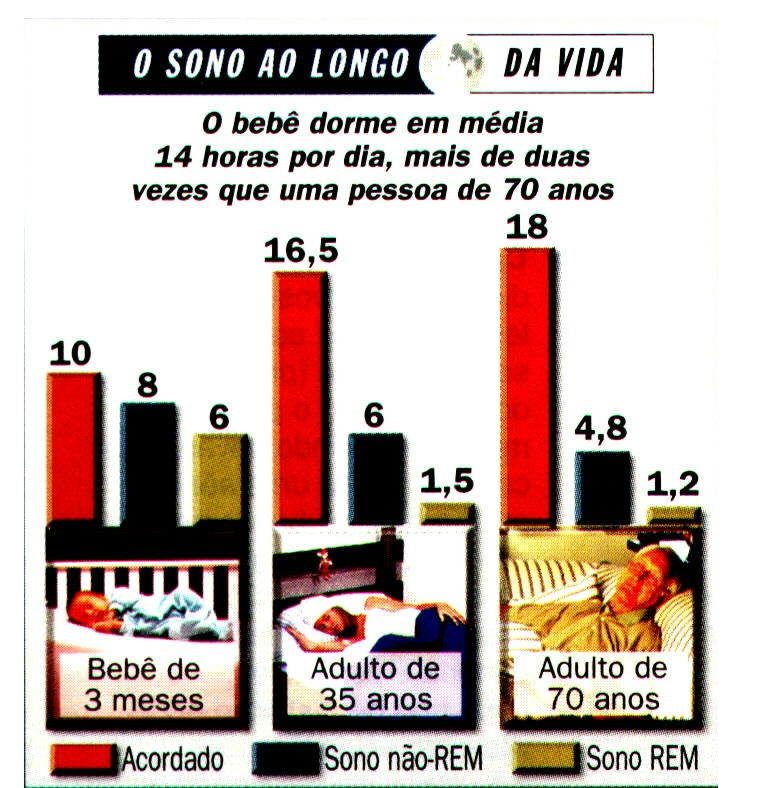 O SONO AO LONGO DA VIDA
O bebê dorme em média
14 horas por dia, mais de duas
vezes que uma pessoa de 70 anos
10
8
6
16,5
6
1,5
18
4,8
1,2
Bebê de
3 meses
Adulto de
35 anos
Adulto de
70 anos
Acordado
Sono não-REM
Sono REM